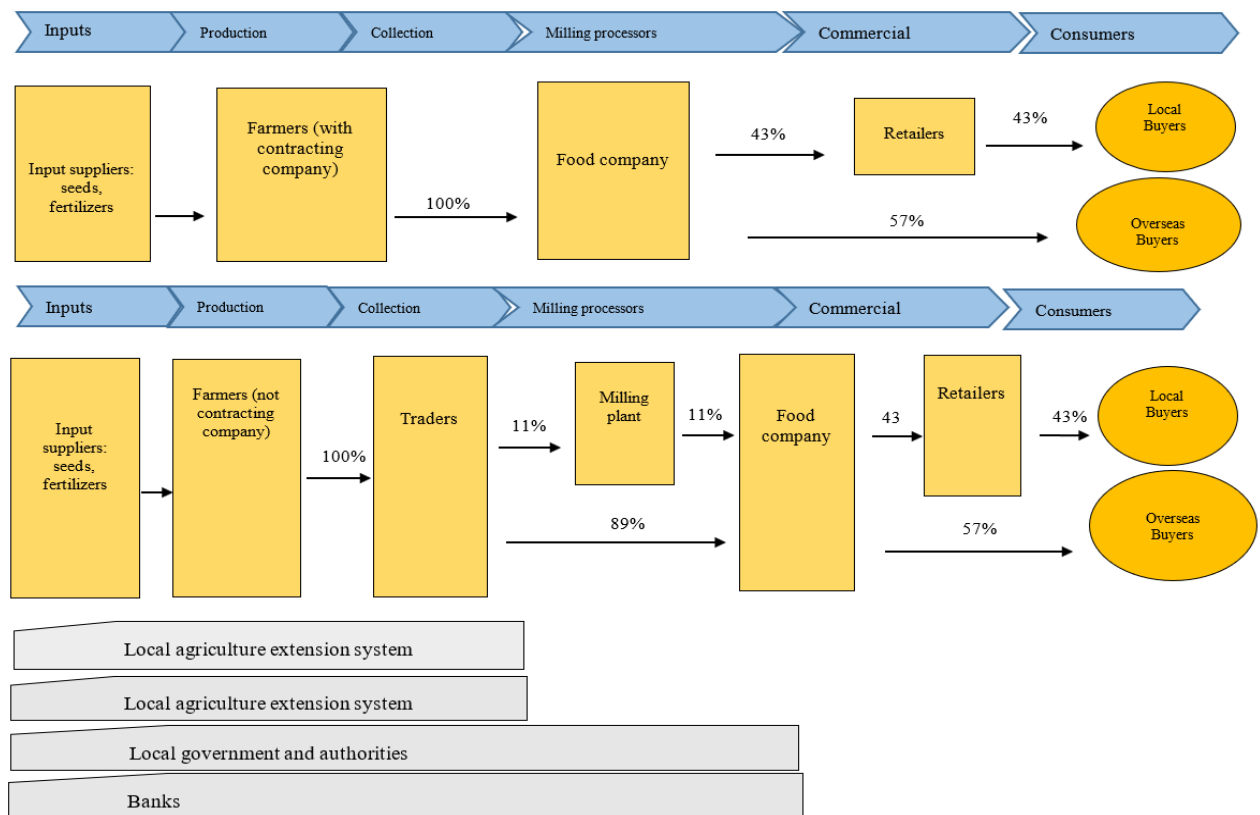 Inputs
Production
Collection
Milling processors
Commercial
Consumers
Input suppliers:
seeds,
fertilizers
Farmers (with
contracting
company)
100%
Food company
43%
Retailers
43%
Local
Buyers
57%
Overseas
Buyers
Inputs
Production
Collection
Milling processors
Commercial
Consumers
Input
suppliers:
seeds,
fertilizers
Farmers (not
contracting
company)
100%
Traders
11%
Milling
plant
11%
89%
Food
company
43
Retailers
43%
Local
Buyers
57%
Overseas
Buyers
Local agriculture extension system
Local agriculture extension system
Local government and authorities
Banks